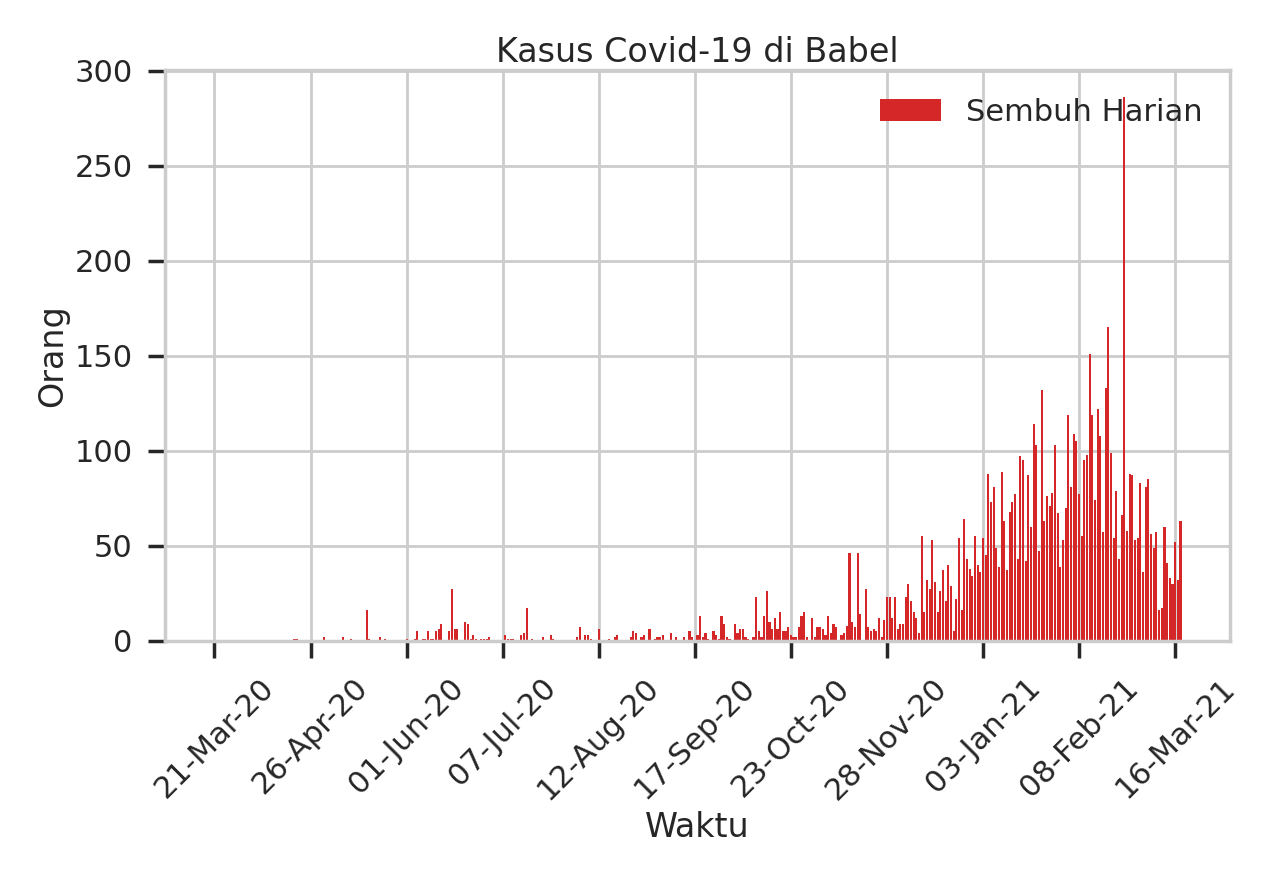 Kasus Covid-19 di Babel
Sembuh Harian
Orang
300
250
200
150
100
50
0
21-Mar-20
26-Apr-20
01-Jun-20
07-Jul-20
12-Aug-20
17-Sep-20
23-Oct-20
28-Nov-20
03-Jan-21
08-Feb-21
16-Mar-21
Waktu